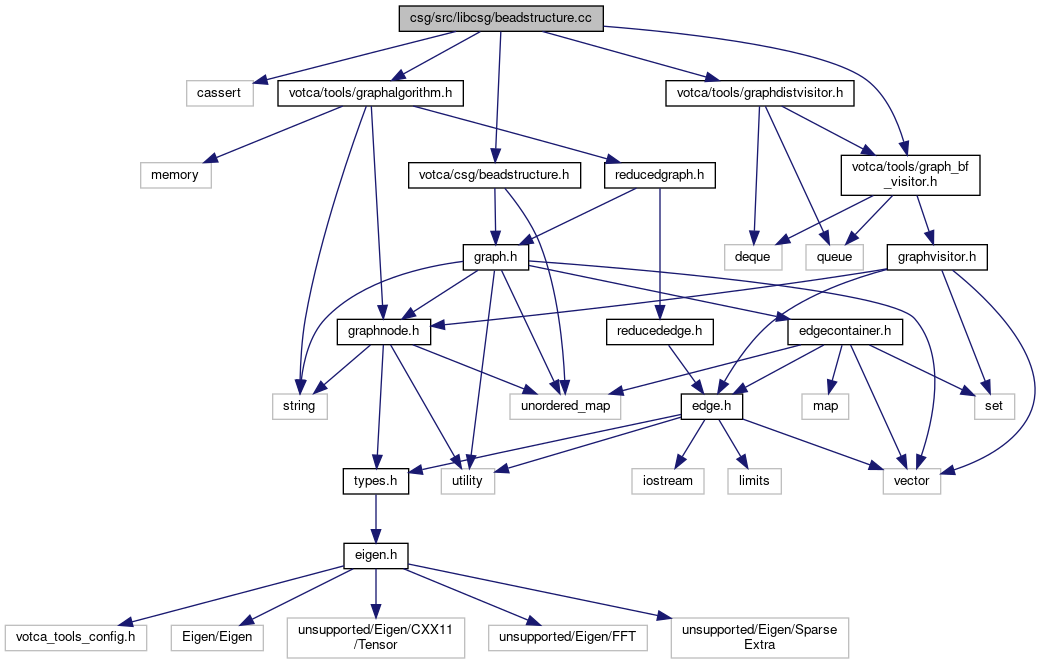 csg/src/libcsg/beadstructure.cc
cassert
votca/tools/graphalgorithm.h
votca/tools/graphdistvisitor.h
memory
votca/csg/beadstructure.h
reducedgraph.h
votca/tools/graph_bf
_visitor.h
graph.h
deque
queue
graphvisitor.h
graphnode.h
reducededge.h
edgecontainer.h
string
unordered_map
edge.h
map
set
types.h
utility
iostream
limits
vector
eigen.h
votca_tools_config.h
Eigen/Eigen
unsupported/Eigen/CXX11
/Tensor
unsupported/Eigen/FFT
unsupported/Eigen/Sparse
Extra